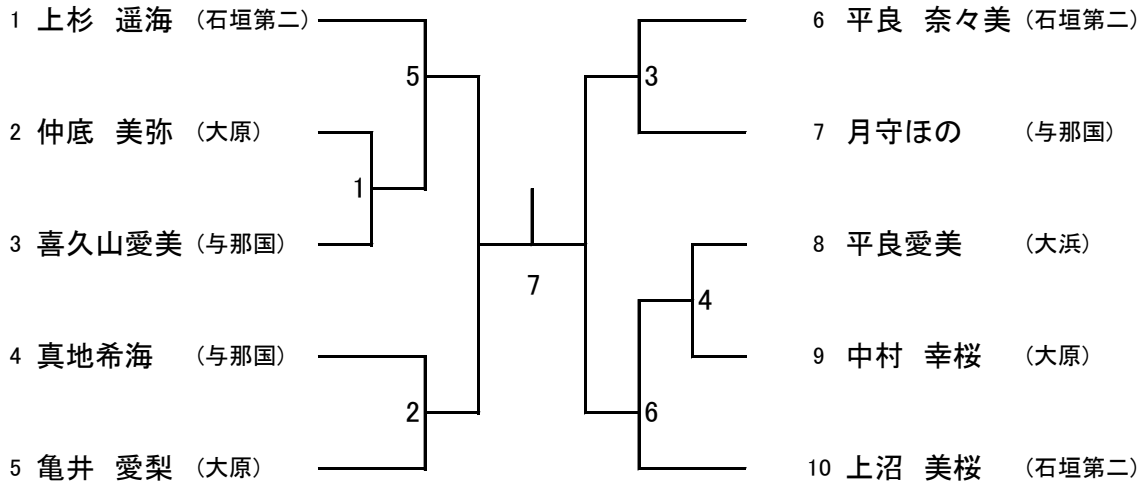 1 上杉 遥海 (石垣第二)
5
2 仲底 美弥 (大原)
1
3 喜久山愛美 (与那国)
4 真地希海 (与那国)
2
5 亀井 愛梨 (大原)
7
6 平良 奈々美 (石垣第二)
3
7 月守ほの (与那国)
8 平良愛美 (大浜)
4
9 中村 幸桜 (大原)
6
10 上沼 美桜 (石垣第二)